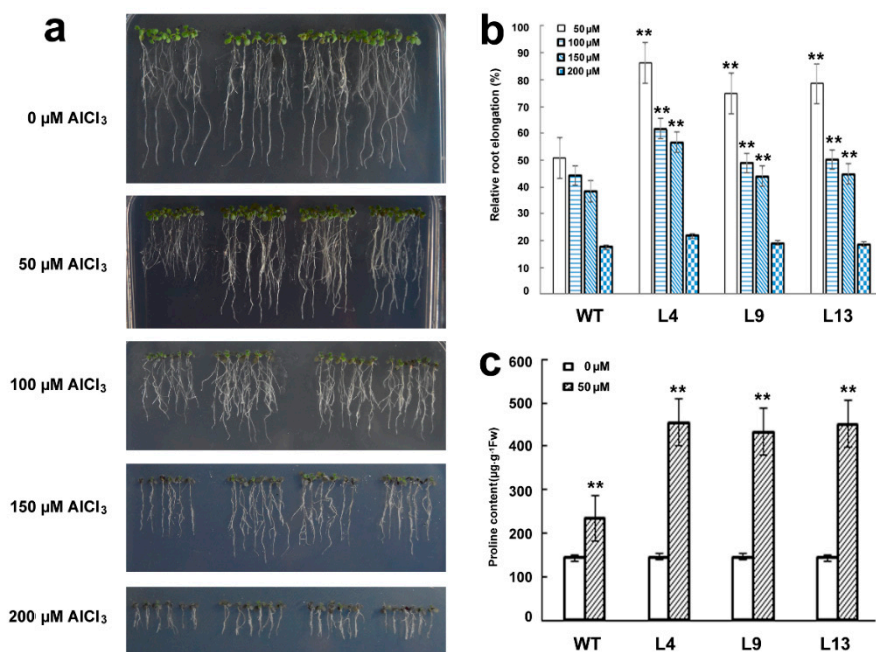 a
0 µM AlCl₃
50 µM AlCl₃
100 µM AlCl₃
150 µM AlCl₃
200 µM AlCl₃
b
50 µM
100 µM
150 µM
200 µM
Relative root elongation (%)
100
90
80
70
60
50
40
30
20
10
0
** ** **
** ** **
** ** **
WT L4 L9 L13
c
0 µM
50 µM
Proline content(µg·g⁻¹Fw)
600
500
400
300
200
100
0
** ** ** **
WT L4 L9 L13